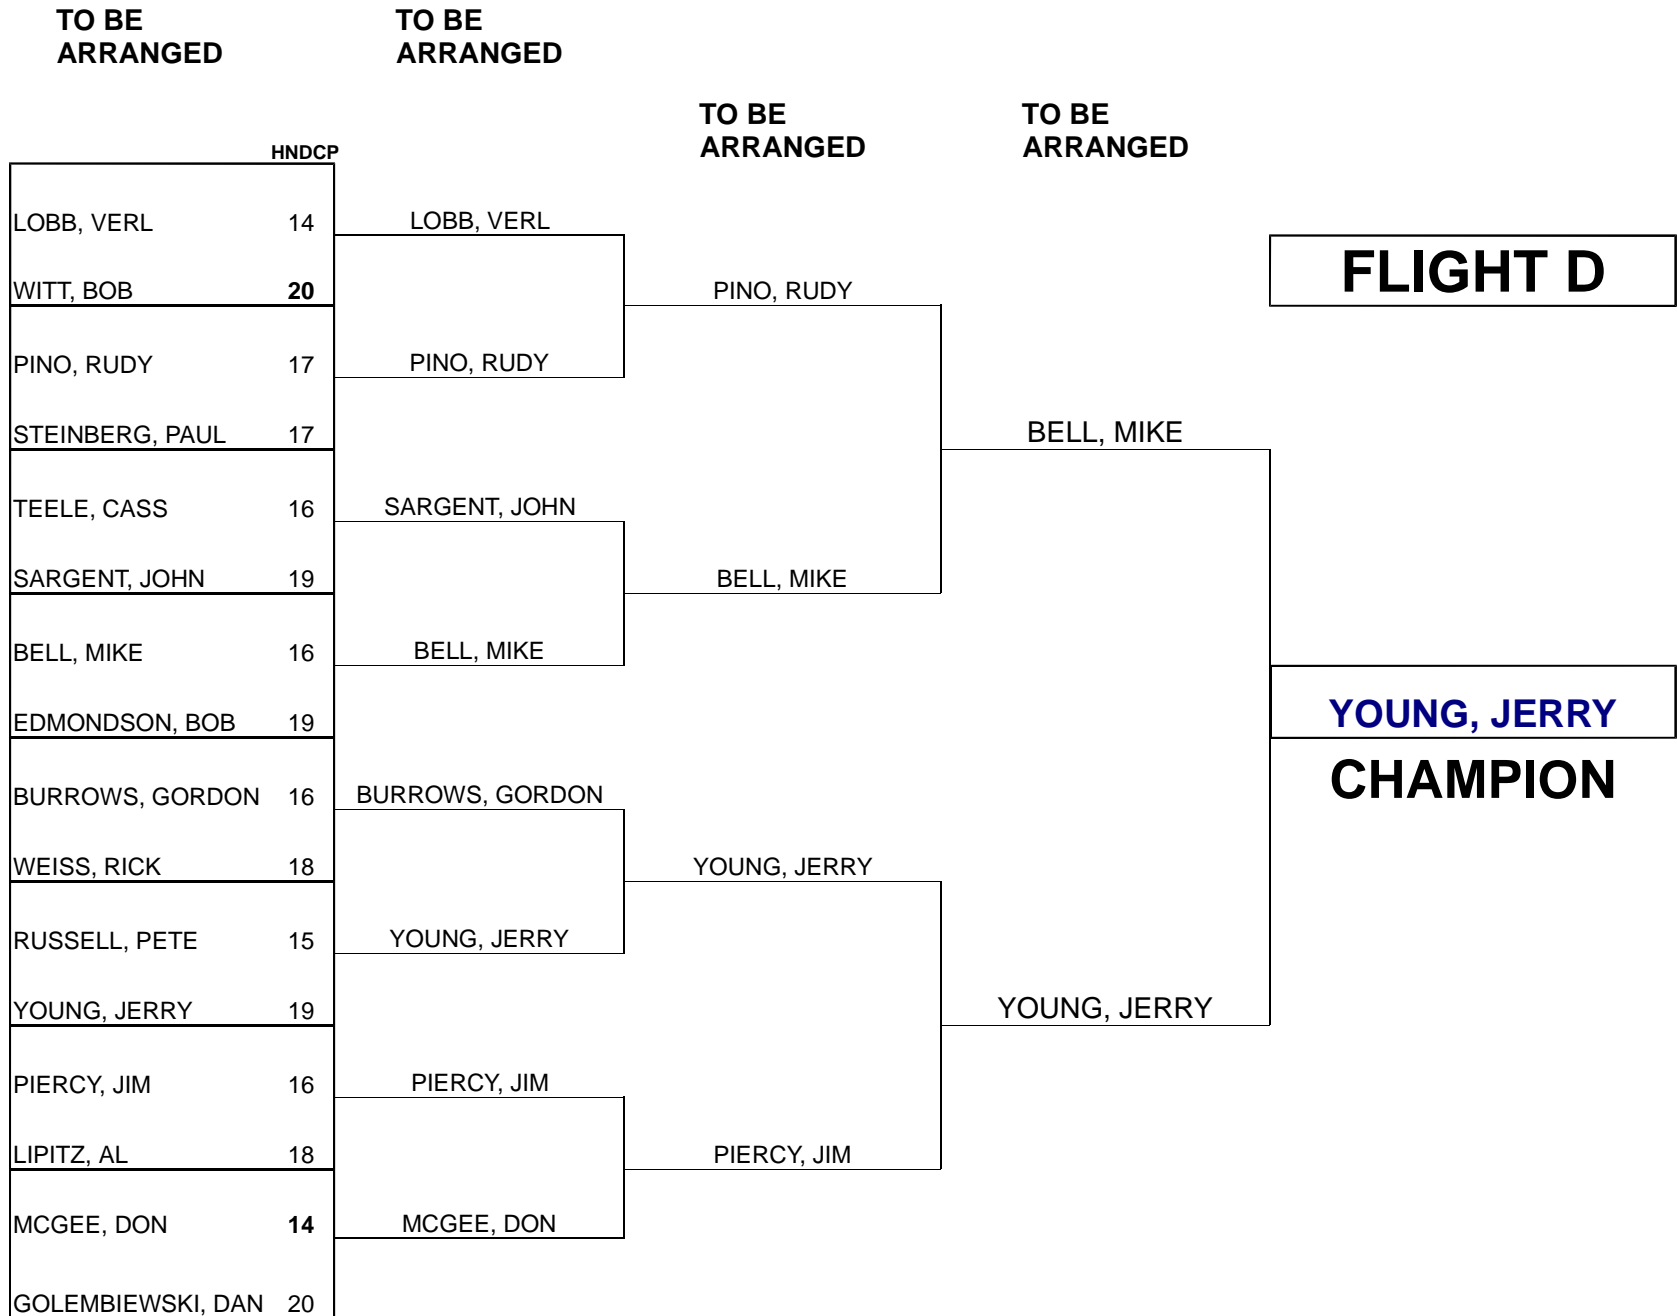 TO BE
ARRANGED
TO BE
ARRANGED
TO BE
ARRANGED
TO BE
ARRANGED
HNDCP
LOBB, VERL 14
WITT, BOB 20
PINO, RUDY 17
STEINBERG, PAUL 17
TEELE, CASS 16
SARGENT, JOHN 19
BELL, MIKE 16
EDMONDSON, BOB 19
BURROWS, GORDON 16
WEISS, RICK 18
RUSSELL, PETE 15
YOUNG, JERRY 19
PIERCY, JIM 16
LIPITZ, AL 18
MCGEE, DON 14
GOLEMBIEWSKI, DAN 20
LOBB, VERL
PINO, RUDY
SARGENT, JOHN
BELL, MIKE
BURROWS, GORDON
YOUNG, JERRY
PIERCY, JIM
MCGEE, DON
PINO, RUDY
BELL, MIKE
YOUNG, JERRY
PIERCY, JIM
BELL, MIKE
YOUNG, JERRY
FLIGHT D
YOUNG, JERRY
CHAMPION